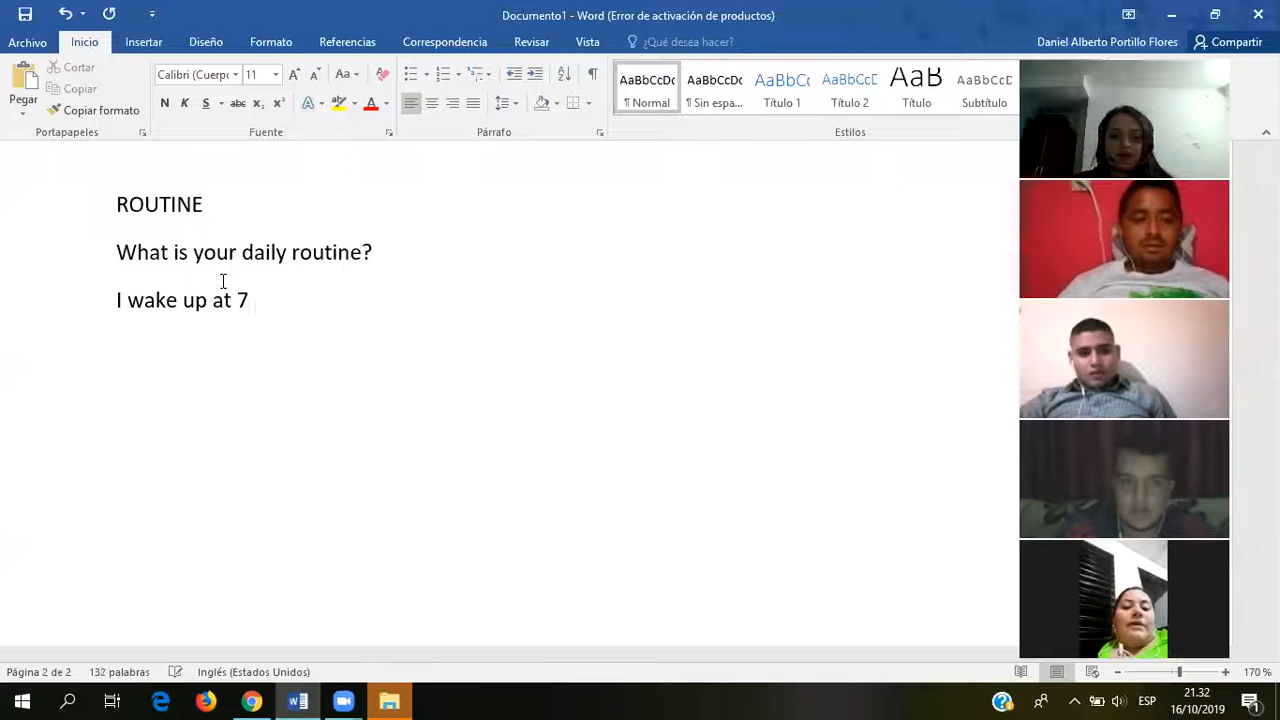 Documento1 - Word (Error de activación de productos)
Archivo Inicio Insertar Diseño Formato Referencias Correspondencia Revisar Vista ¿Qué desea hacer? Daniel Alberto Portillo Flores Compartir
Pegar
Cortar
Copiar
Copiar formato
Portapapeles
Calibri (Cuerpo 11
Fuente
Párrafo
AaBbCcDc AaBbCcDc AaBbCc AaBbCcD AaB AaBbCcD
¶ Normal ¶ Sin espa... Título 1 Título 2 Título Subtítulo
Estilos
ROUTINE
What is your daily routine?
I wake up at 7
Página 2 de 2 132 palabras Inglés (Estados Unidos) 170 %
ESP 21.32
16/10/2019